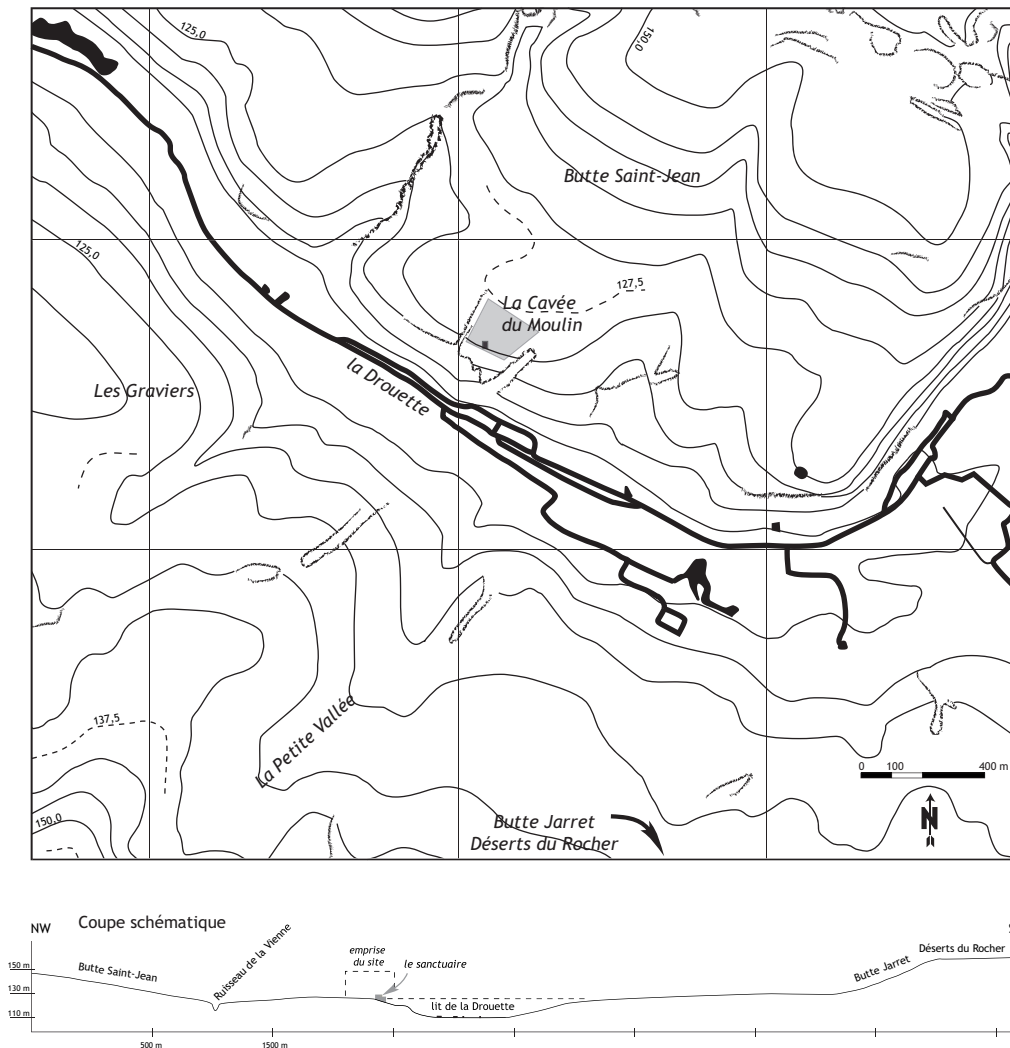 125,0
150,0
Butte Saint-Jean
125,0
127,5
La Cavée
du Moulin
Les Graviers
la Drouette
137,5
La Petite Vallée
0 100 400 m
150,0
N
Butte Jarret
Déserts du Rocher
NW
Coupe schématique
Ruisseau de la Vienne
emprise
du site
le sanctuaire
Déserts du Rocher
Butte Jarret
Butte Saint-Jean
150 m
130 m
110 m
lit de la Drouette
500 m
1500 m